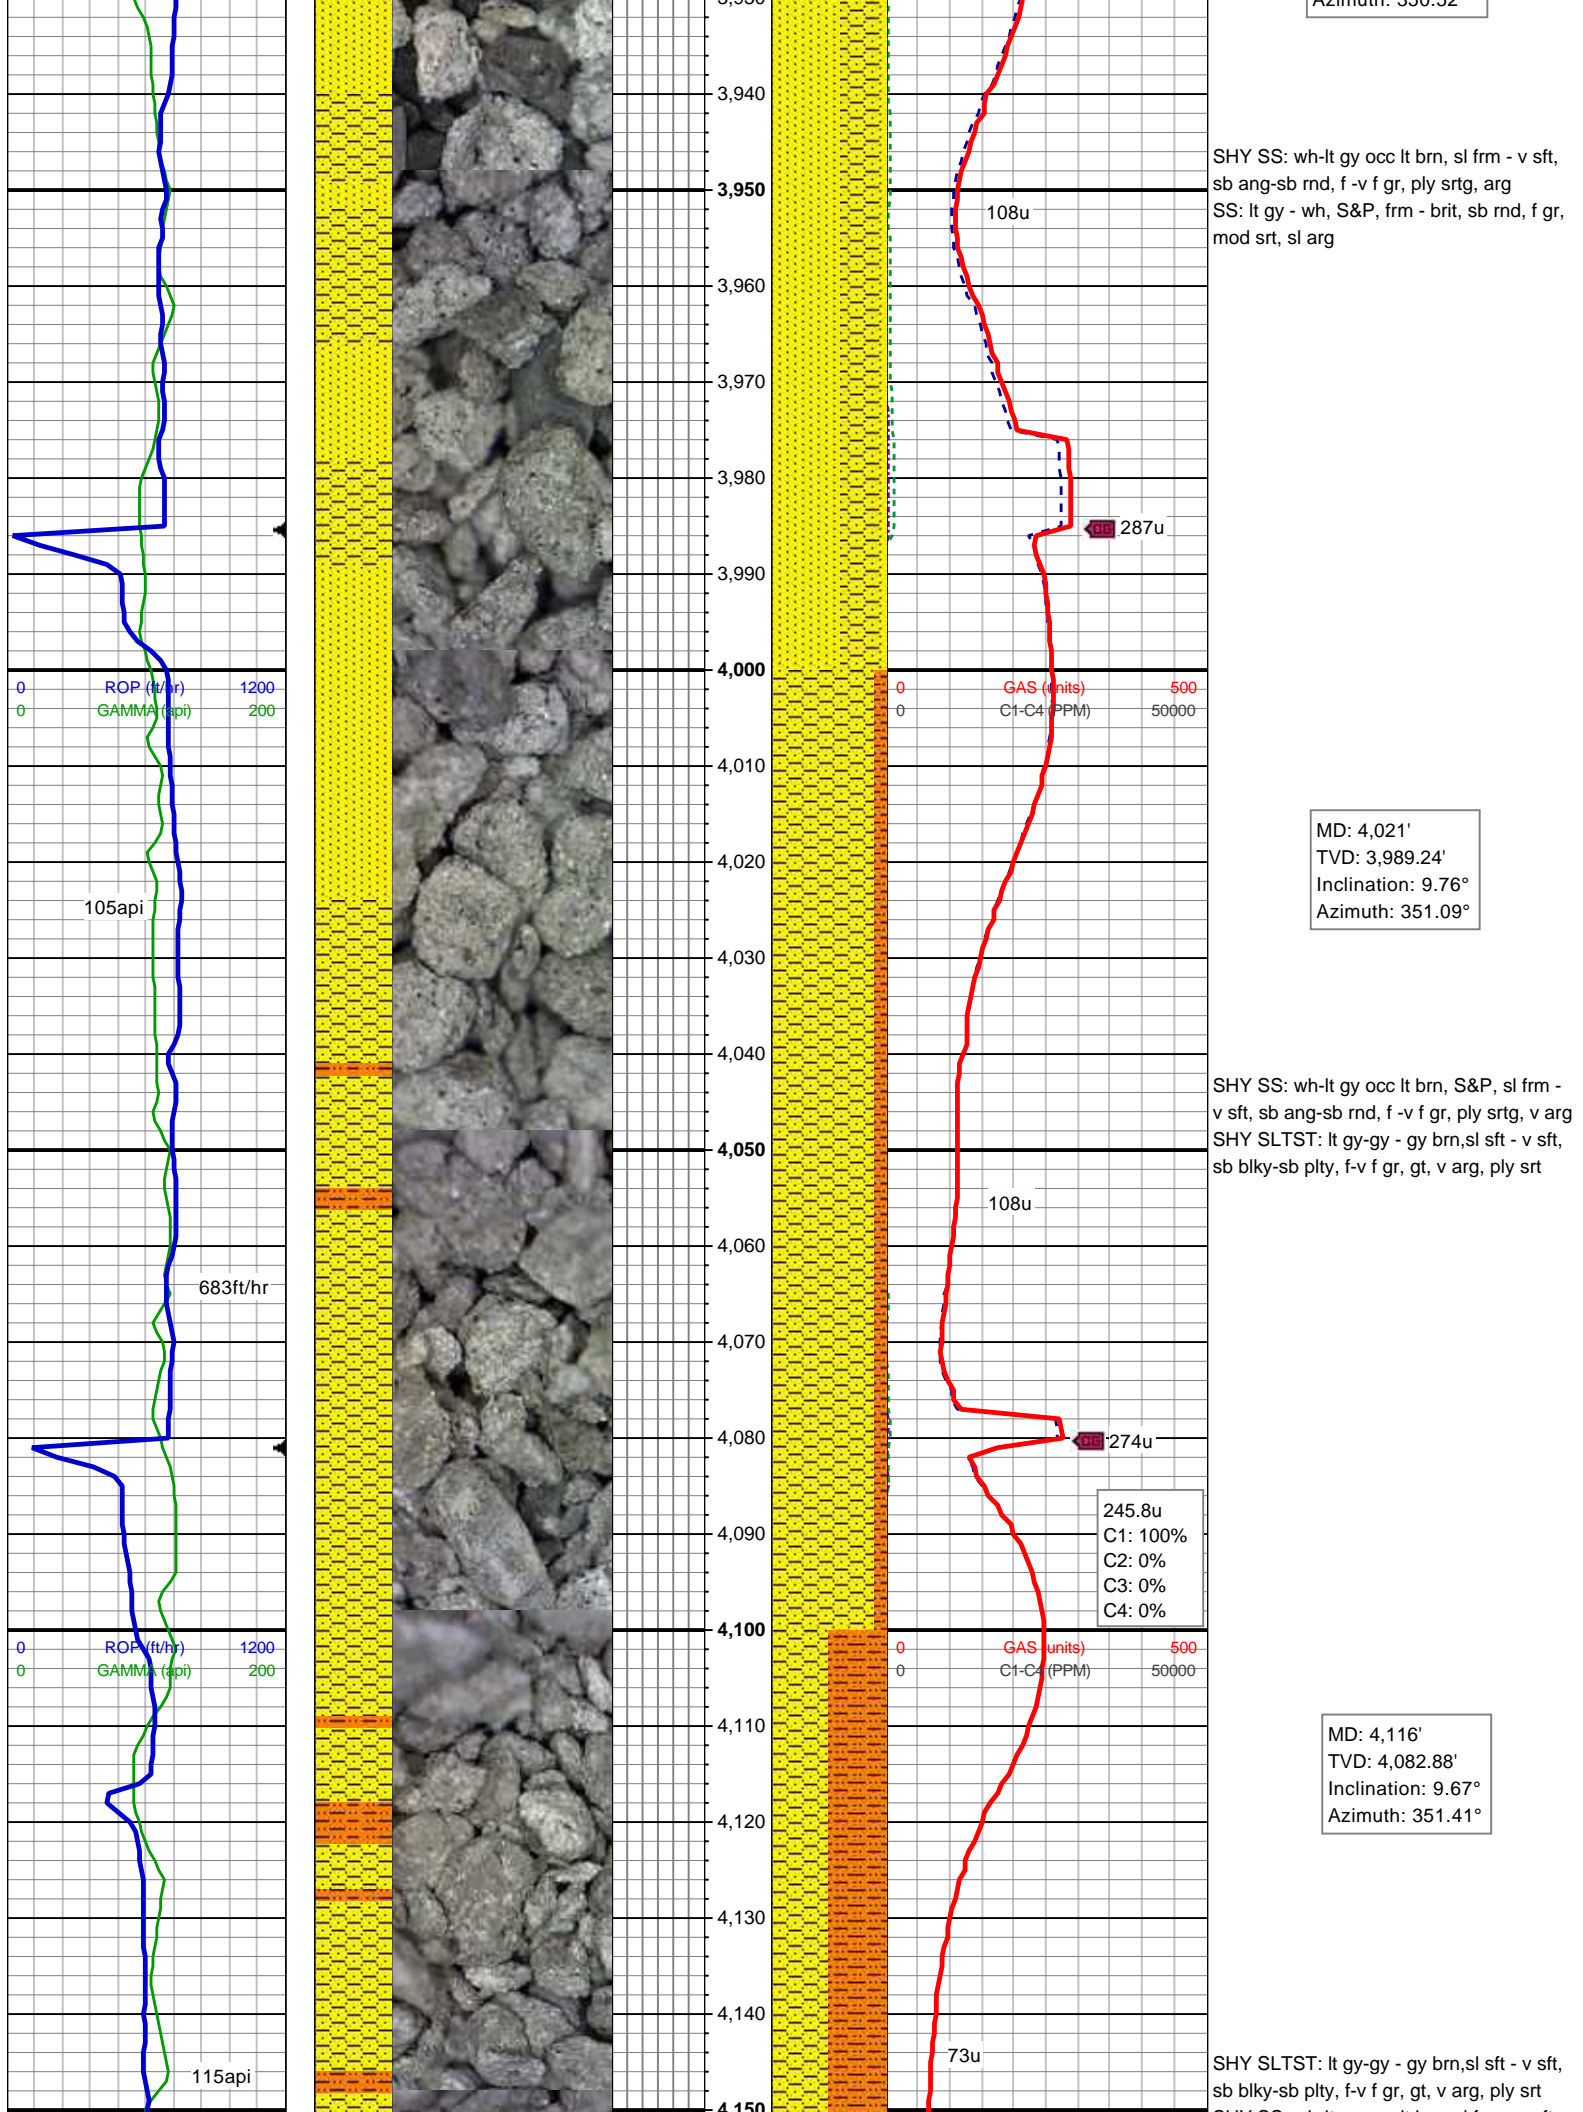 3,940
SHY SS: wh-lt gy occ lt brn, sl frm - v sft,
sb ang-sb rnd, f -v f gr, ply srtg, arg
SS: lt gy - wh, S&P, frm - brit, sb rnd, f gr,
mod srt, sl arg
3,950
108u
3,960
3,970
3,980
DG 287u
3,990
4,000
0 ROP (ft/hr) 1200
0 GAMMA (api) 200
0 GAS (units) 500
0 C1-C4 (PPM) 50000
4,010
MD: 4,021'
TVD: 3,989.24'
Inclination: 9.76°
Azimuth: 351.09°
4,020
105api
4,030
4,040
SHY SS: wh-lt gy occ lt brn, S&P, sl frm -
v sft, sb ang-sb rnd, f -v f gr, ply srtg, v arg
SHY SLTST: lt gy-gy - gy brn,sl sft - v sft,
sb blky-sb plty, f-v f gr, gt, v arg, ply srt
4,050
108u
4,060
683ft/hr
4,070
4,080
DG 274u
245.8u
C1: 100%
C2: 0%
C3: 0%
C4: 0%
4,090
4,100
0 ROP (ft/hr) 1200
0 GAMMA (api) 200
0 GAS (units) 500
0 C1-C4 (PPM) 50000
4,110
MD: 4,116'
TVD: 4,082.88'
Inclination: 9.67°
Azimuth: 351.41°
4,120
4,130
4,140
73u
115api
SHY SLTST: lt gy-gy - gy brn,sl sft - v sft,
sb blky-sb plty, f-v f gr, gt, v arg, ply srt
4,150